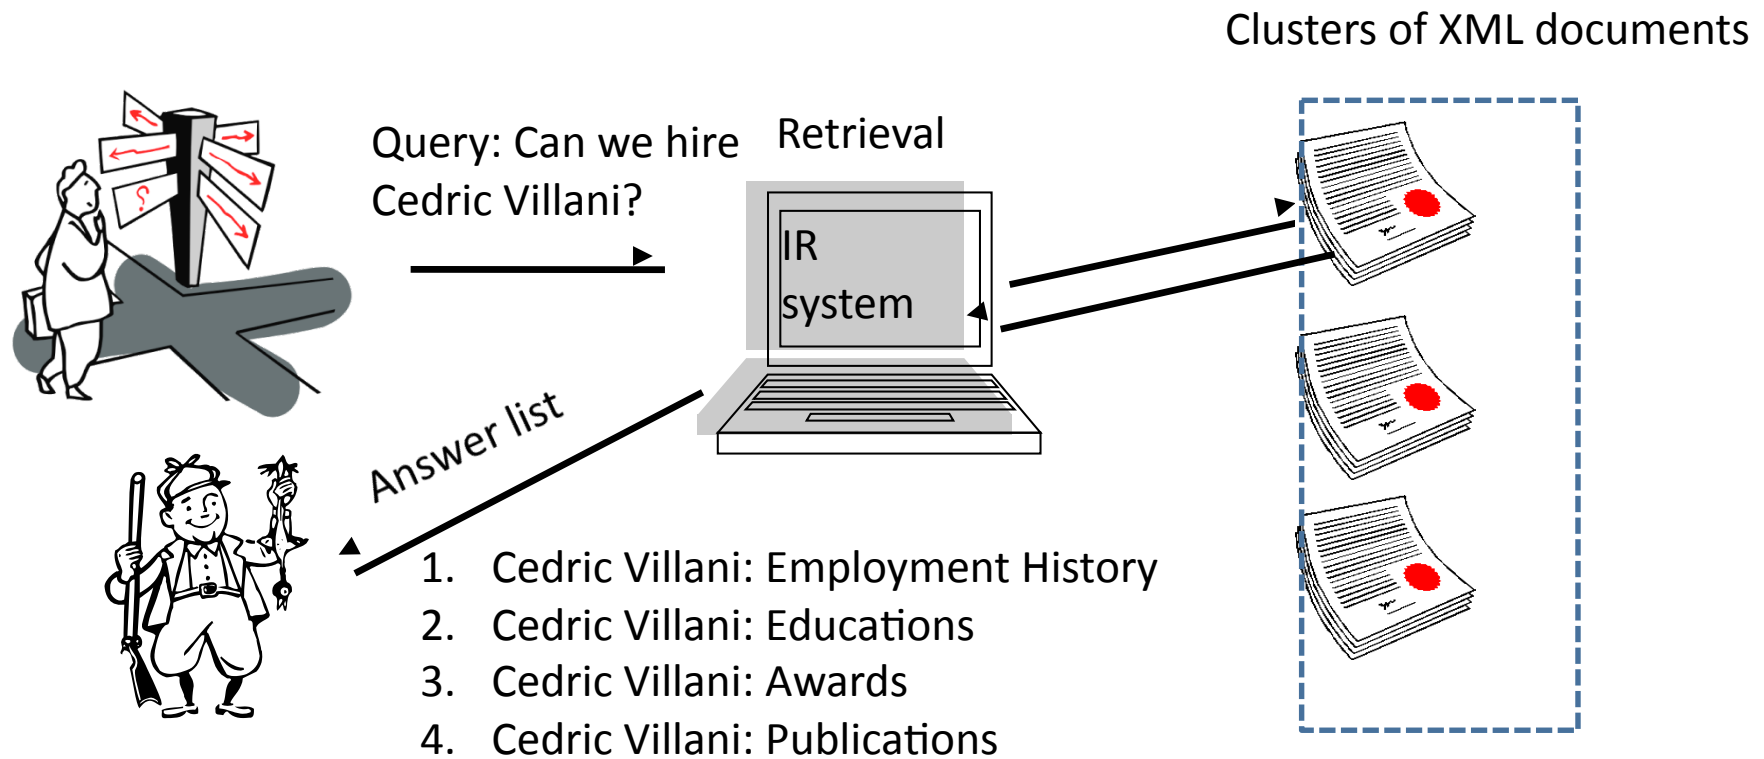 Clusters of XML documents
Query: Can we hire
Cedric Villani?
Retrieval
IR
system
?
Answer list
1. Cedric Villani: Employment History
2. Cedric Villani: Educations
3. Cedric Villani: Awards
4. Cedric Villani: Publications